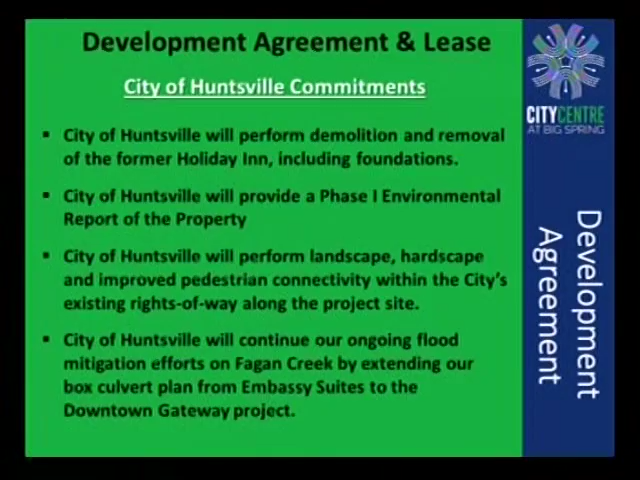 Development Agreement & Lease
City of Huntsville Commitments
▪ City of Huntsville will perform demolition and removal
of the former Holiday Inn, including foundations.
▪ City of Huntsville will provide a Phase I Environmental
Report of the Property
▪ City of Huntsville will perform landscape, hardscape
and improved pedestrian connectivity within the City's
existing rights-of-way along the project site.
▪ City of Huntsville will continue our ongoing flood
mitigation efforts on Fagan Creek by extending our
box culvert plan from Embassy Suites to the
Downtown Gateway project.
CITYCENTRE
AT BIG SPRING
Development
Agreement